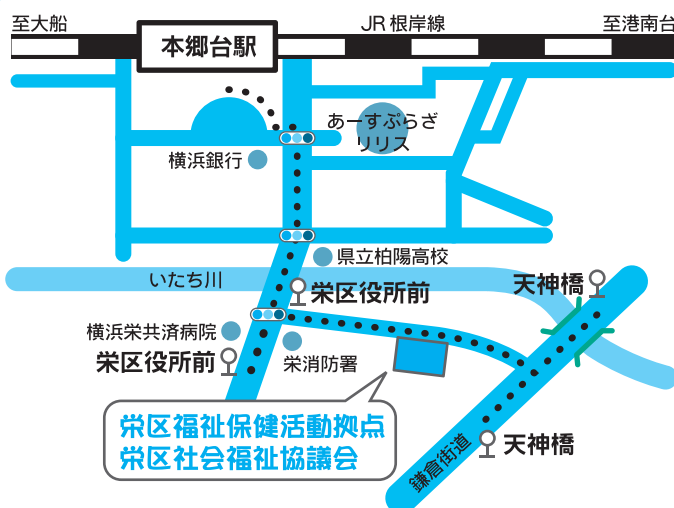 至大船
JR 根岸線
至港南台
本郷台駅
あーすぷらざ
リリス
横浜銀行
県立柏陽高校
いたち川
天神橋
栄区役所前
横浜栄共済病院
栄区役所前
栄消防署
栄区福祉保健活動拠点
栄区社会福祉協議会
鎌倉街道
天神橋